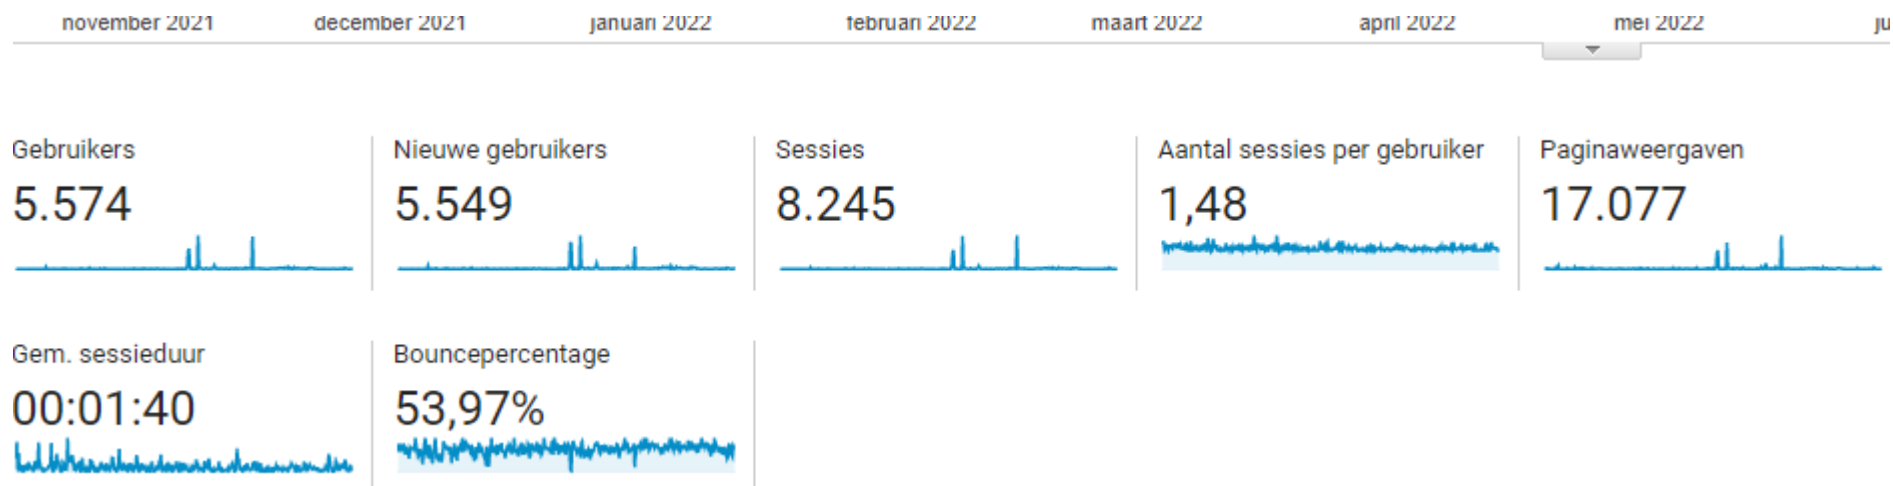 november 2021 december 2021 januari 2022 februari 2022 maart 2022 april 2022 mei 2022
Gebruikers Nieuwe gebruikers Sessies Aantal sessies per gebruiker Paginaweergaven
5.574 5.549 8.245 1,48 17.077
Gem. sessieduur Bouncepercentage
00:01:40 53,97%